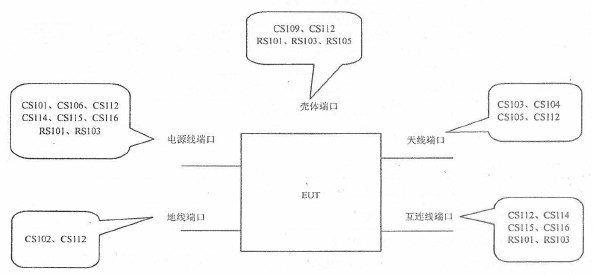 CS109、CS112
RS101、RS103、RS105
壳体端口
CS101、CS106、CS112
CS114、CS115、CS116
RS101、RS103
电源线端口
CS103、CS104
CS105、CS112
天线端口
EUT
CS102、CS112
地线端口
互连线端口
CS112、CS114
CS115、CS116
RS101、RS103